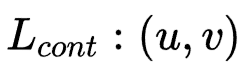 L_{cont} : (u, v)